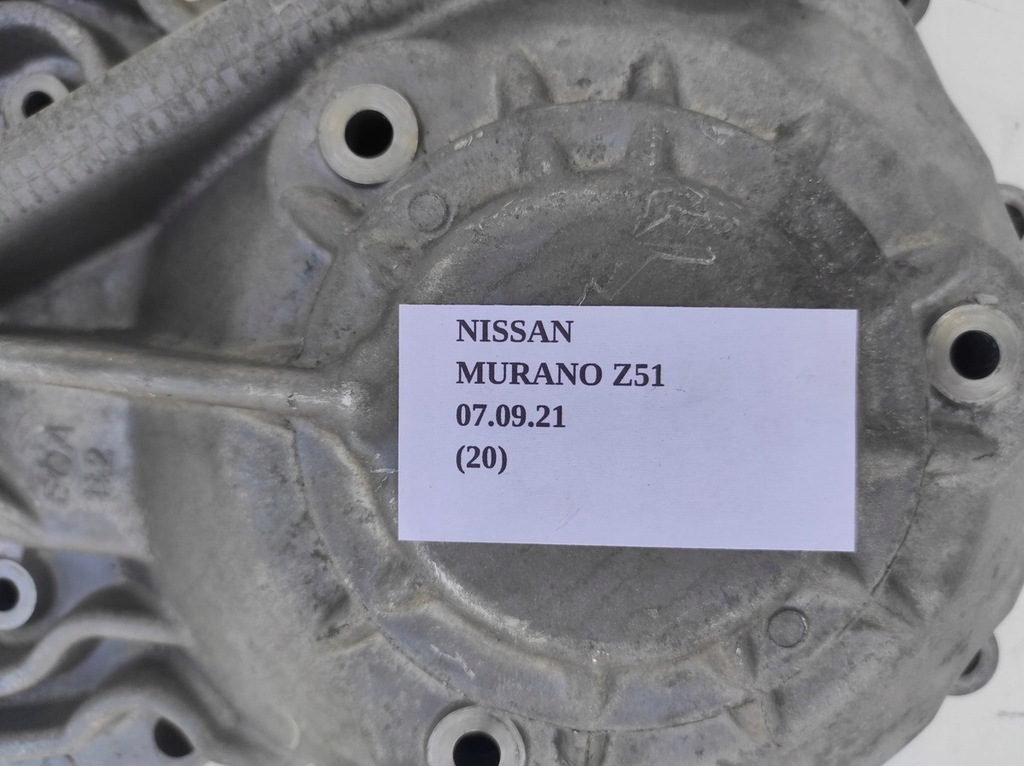 NISSAN
MURANO Z51
07.09.21
(20)